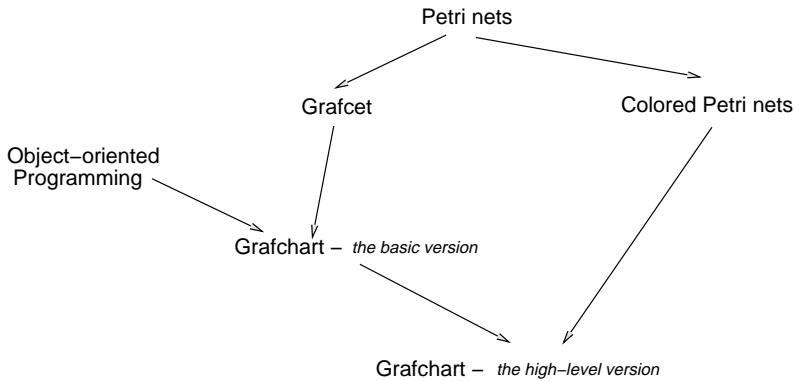 Petri nets
Grafcet
Colored Petri nets
Object−oriented
Programming
Grafchart − the basic version
Grafchart − the high−level version